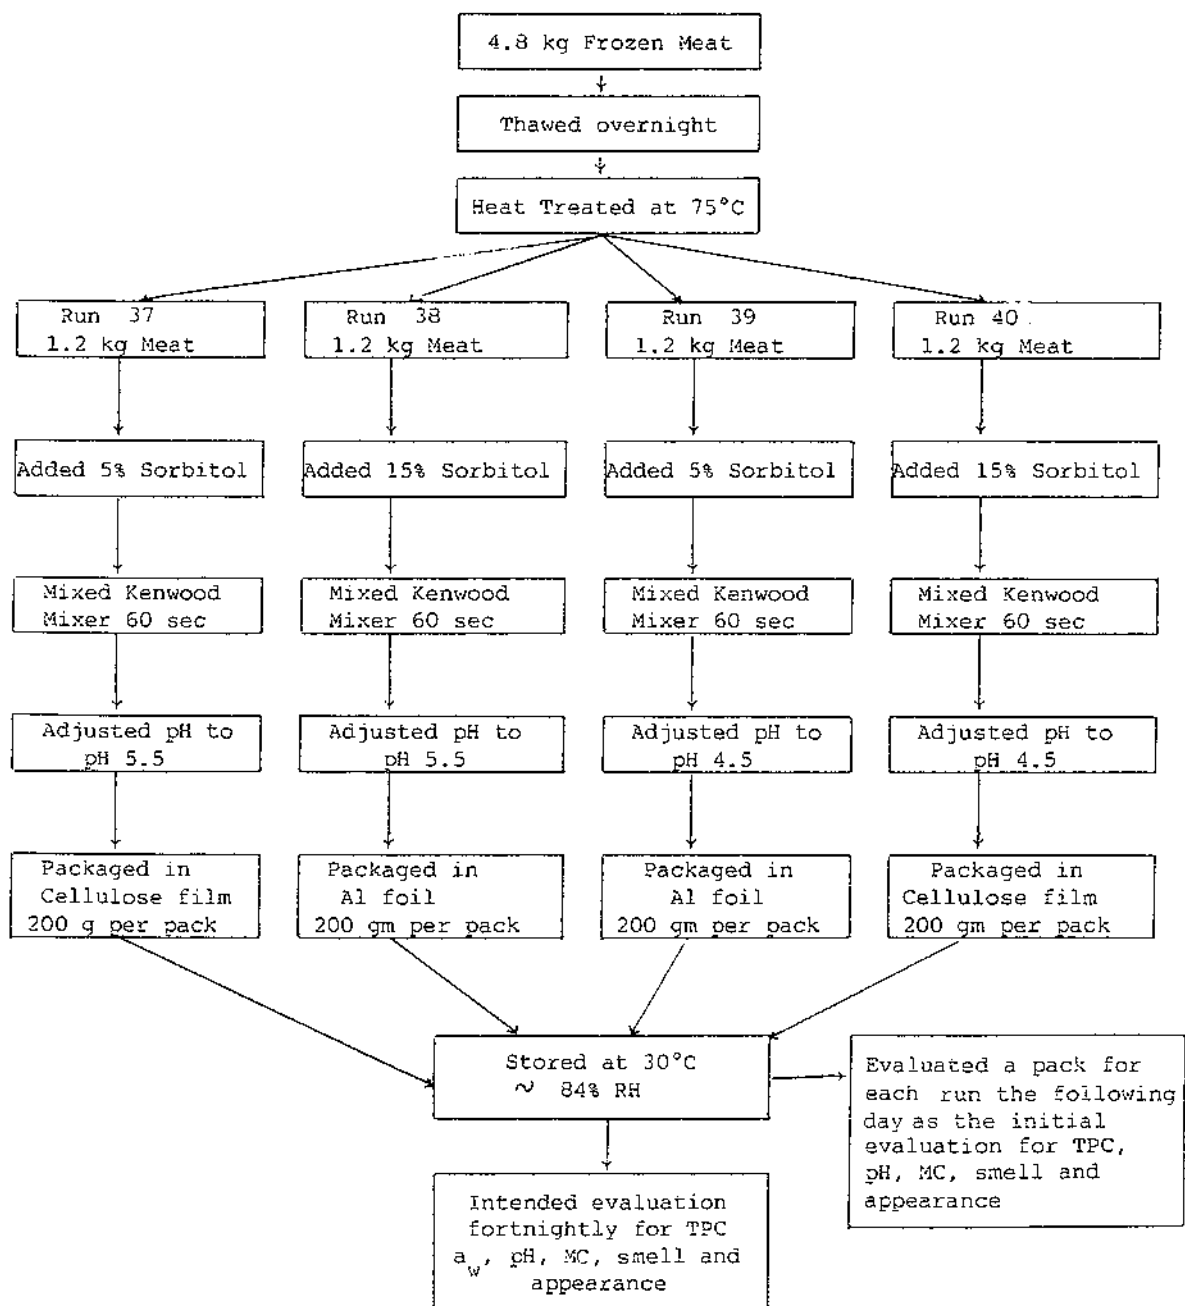 4.8 kg Frozen Meat
Thawed overnight
Heat Treated at 75°C
Run 37
1.2 kg Meat
Run 38
1.2 kg Meat
Run 39
1.2 kg Meat
Run 40
1.2 kg Meat
Added 5% Sorbitol
Added 15% Sorbitol
Added 5% Sorbitol
Added 15% Sorbitol
Mixed Kenwood
Mixer 60 sec
Mixed Kenwood
Mixer 60 sec
Mixed Kenwood
Mixer 60 sec
Mixed Kenwood
Mixer 60 sec
Adjusted pH to
pH 5.5
Adjusted pH to
pH 5.5
Adjusted pH to
pH 4.5
Adjusted pH to
pH 4.5
Packaged in
Cellulose film
200 g per pack
Packaged in
Al foil
200 gm per pack
Packaged in
Al foil
200 gm per pack
Packaged in
Cellulose film
200 gm per pack
Stored at 30°C
~ 84% RH
Evaluated a pack for
each run the following
day as the initial
evaluation for TPC,
pH, MC, smell and
appearance
Intended evaluation
fortnightly for TPC
a_w, pH, MC, smell and
appearance